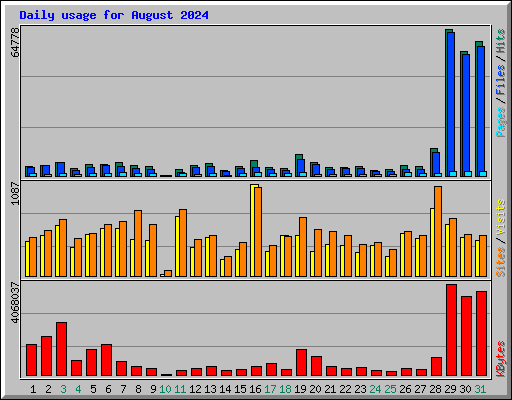 Daily usage for August 2024
64778
Pages / Files / Hits
1087
Sites / Visits
4068037
KBytes
1 2 3 4 5 6 7 8 9 10 11 12 13 14 15 16 17 18 19 20 21 22 23 24 25 26 27 28 29 30 31